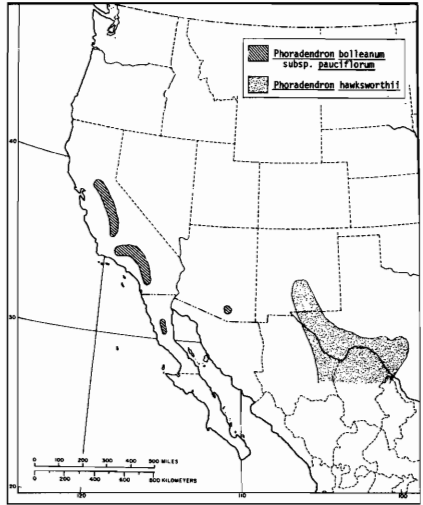 Phoradendron bolleanum
subsp. pauciflorum
Phoradendron hawksworthii
40
30
0 100 200 300 400 500 MILES
0 200 400 600 800 KILOMETERS
20
120
110
100